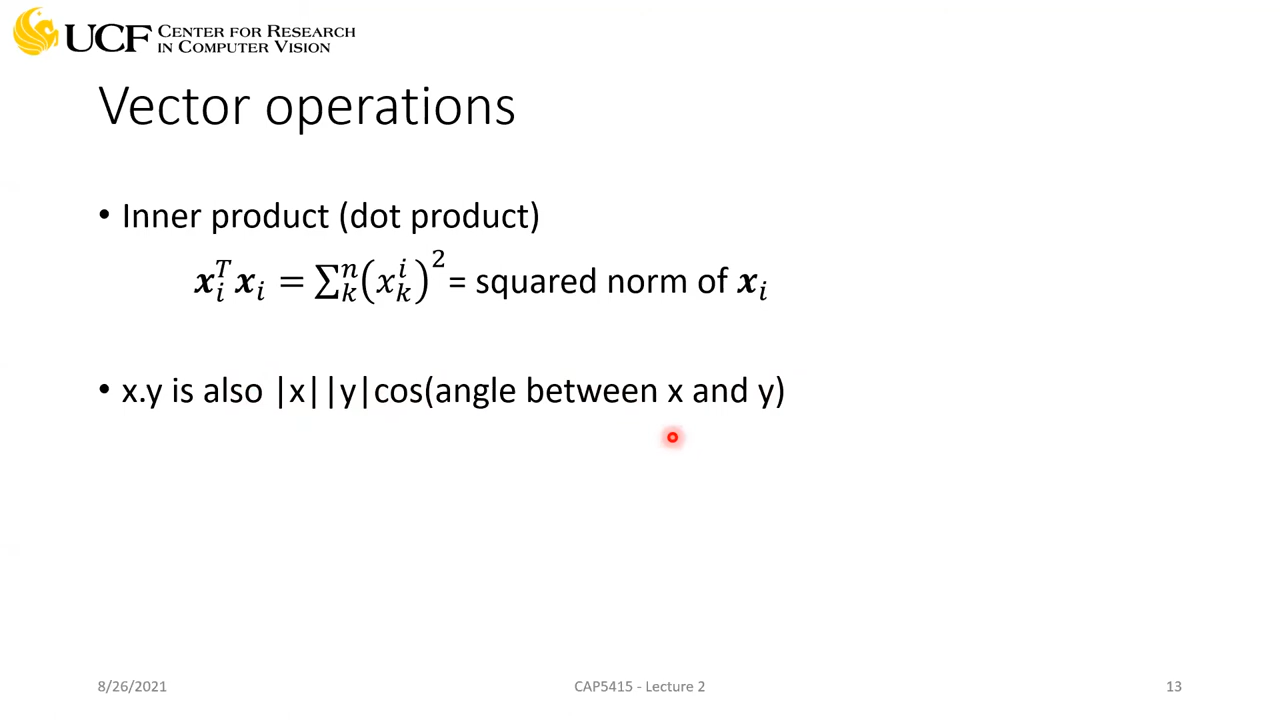 UCF CENTER FOR RESEARCH
IN COMPUTER VISION
Vector operations
• Inner product (dot product)
𝒙ᵢᵀ𝒙ᵢ = ∑ₖⁿ(xₖⁱ)² = squared norm of 𝒙ᵢ
• x.y is also |x||y|cos(angle between x and y)
8/26/2021 CAP5415 - Lecture 2 13